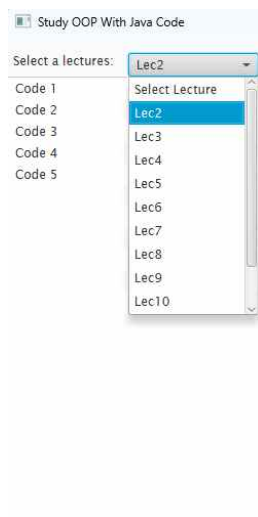 Study OOP With Java Code
Select a lectures: Lec2
Code 1
Code 2
Code 3
Code 4
Code 5
Select Lecture
Lec2
Lec3
Lec4
Lec5
Lec6
Lec7
Lec8
Lec9
Lec10